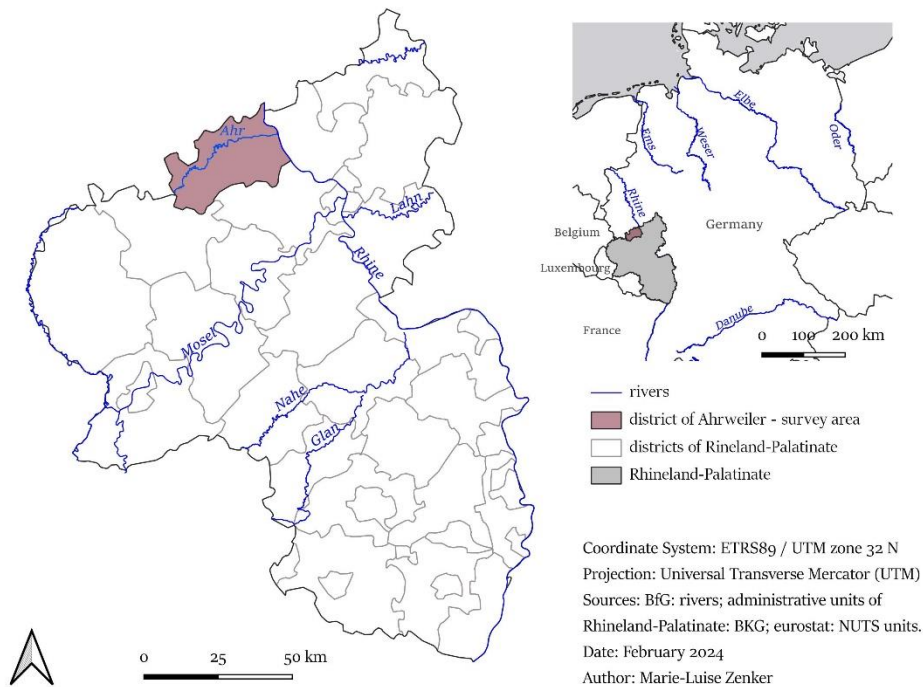 Ahr
Lahn
Rhine
Mosel
Nahe
Glan
0 25 50 km
Elbe
Oder
Ems
Weser
Rhine
Germany
Belgium
Luxembourg
France
Danube
0 100 200 km
rivers
district of Ahrweiler - survey area
districts of Rineland-Palatinate
Rhineland-Palatinate
Coordinate System: ETRS89 / UTM zone 32 N
Projection: Universal Transverse Mercator (UTM)
Sources: BfG: rivers; administrative units of
Rhineland-Palatinate: BKG; eurostat: NUTS units.
Date: February 2024
Author: Marie-Luise Zenker